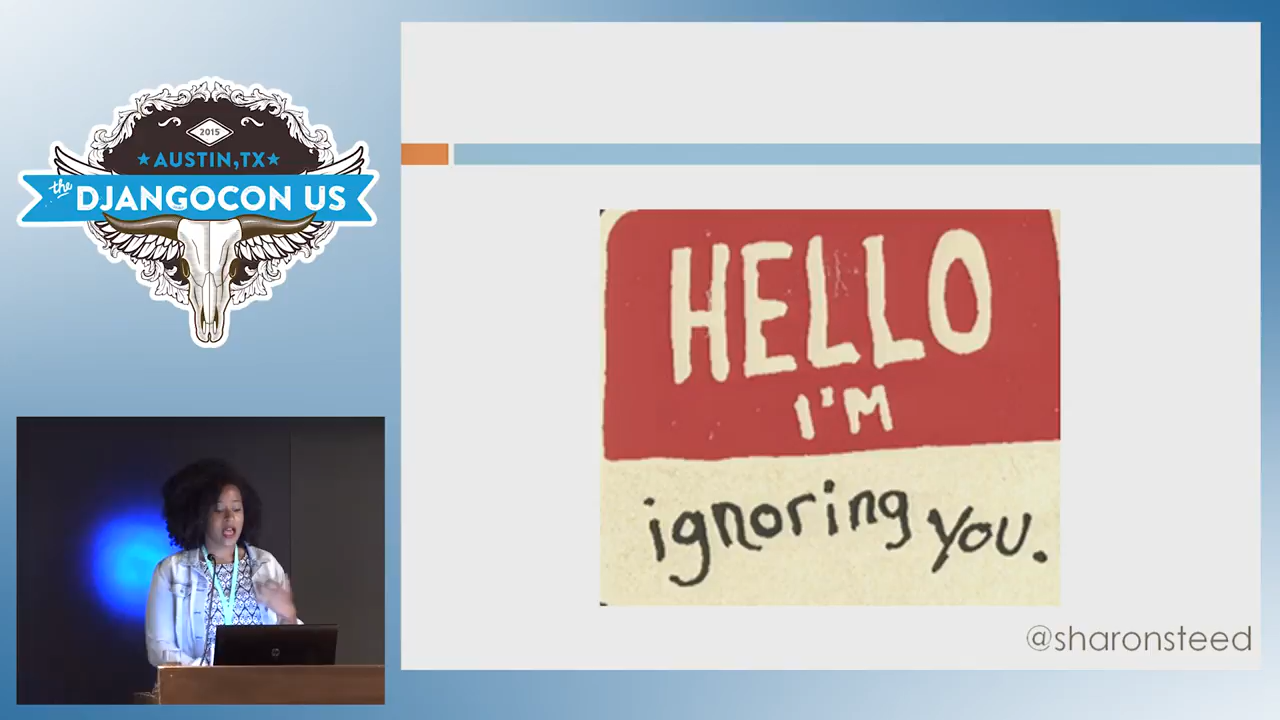 2015
AUSTIN,TX
the DJANGOCON US
HELLO
I'M
ignoring you.
@sharonsteed